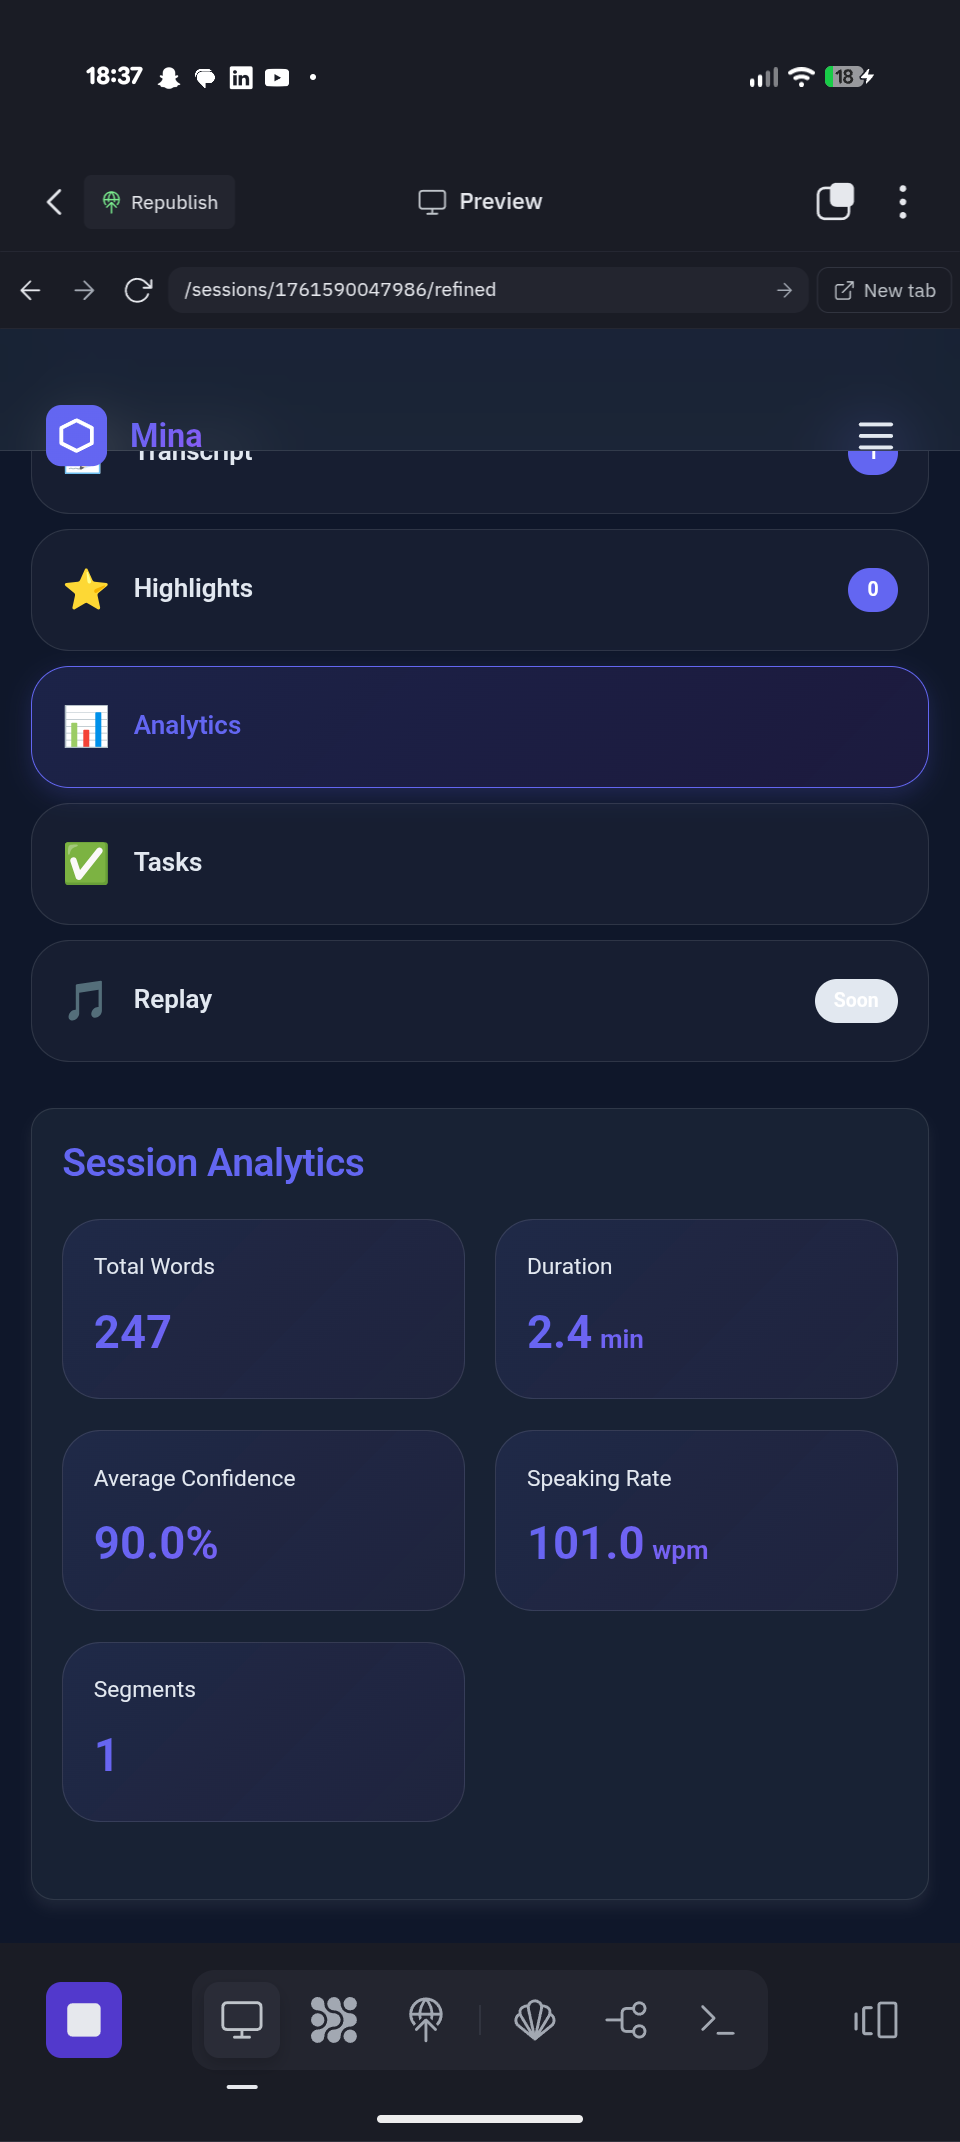 18:37
18
Republish
Preview
/sessions/1761590047986/refined
New tab
Mina
Transcript
1
Highlights
0
Analytics
Tasks
Replay
Soon
Session Analytics
Total Words
247
Duration
2.4 min
Average Confidence
90.0%
Speaking Rate
101.0 wpm
Segments
1